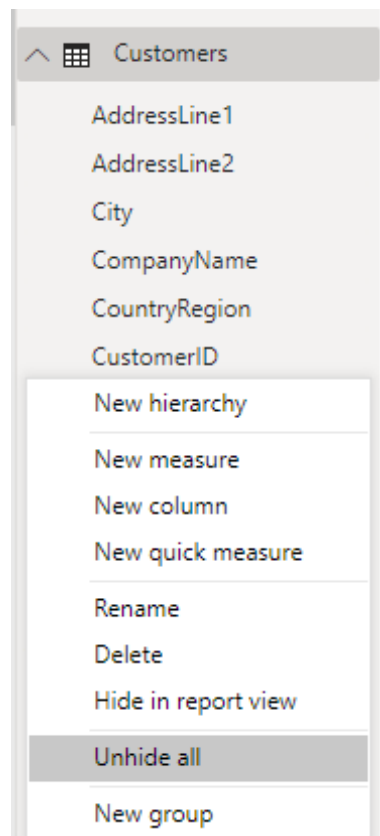 Customers
AddressLine1
AddressLine2
City
CompanyName
CountryRegion
CustomerID
New hierarchy
New measure
New column
New quick measure
Rename
Delete
Hide in report view
Unhide all
New group